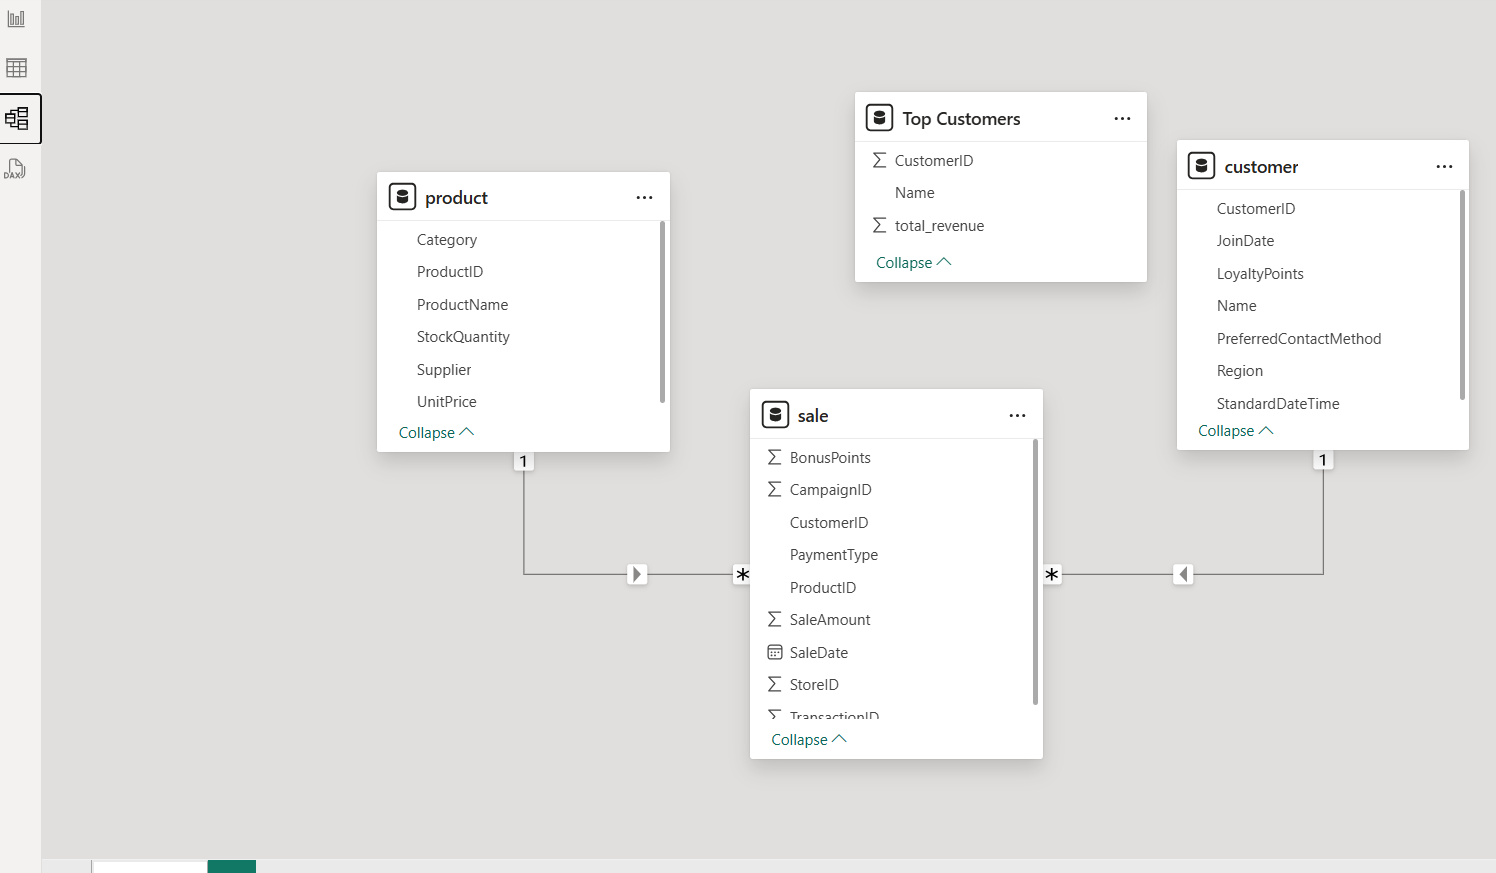 DAX
product
Category
ProductID
ProductName
StockQuantity
Supplier
UnitPrice
Collapse
1
Top Customers
CustomerID
Name
total_revenue
Collapse
customer
CustomerID
JoinDate
LoyaltyPoints
Name
PreferredContactMethod
Region
StandardDateTime
Collapse
1
sale
BonusPoints
CampaignID
CustomerID
PaymentType
ProductID
SaleAmount
SaleDate
StoreID
TransactionID
Collapse
*
*